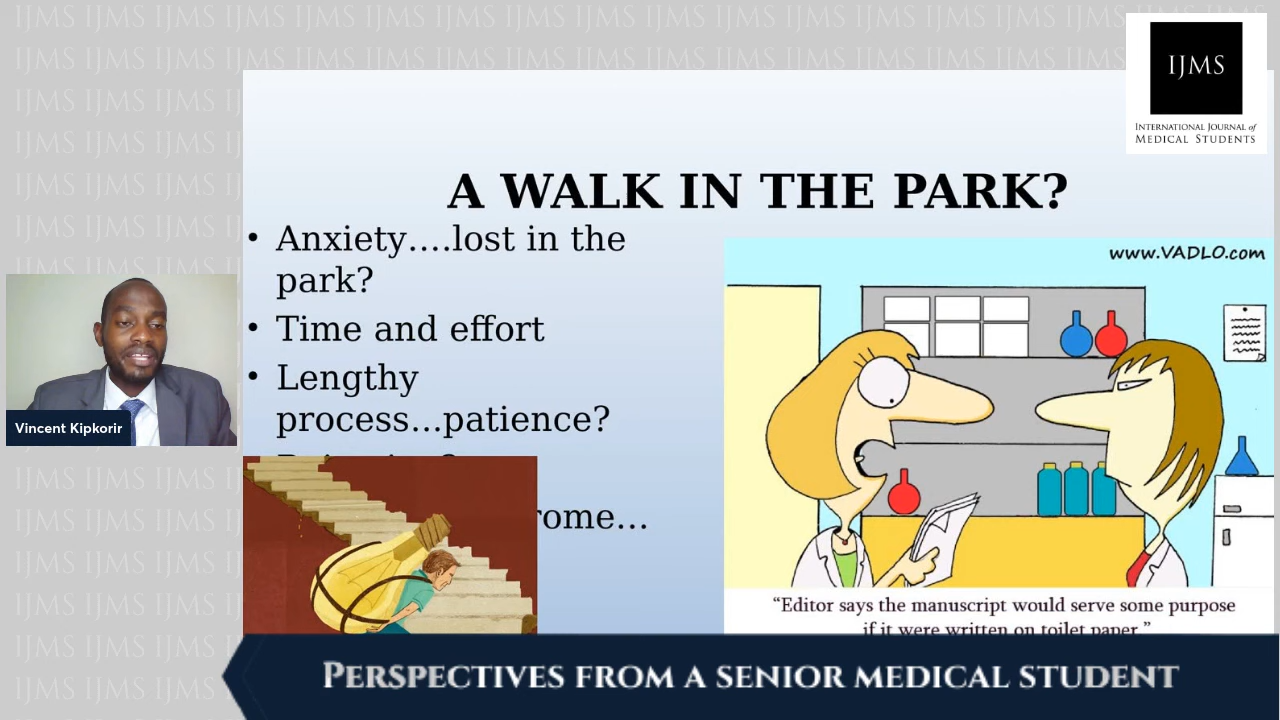 IJMS
INTERNATIONAL JOURNAL of
MEDICAL STUDENTS
A WALK IN THE PARK?
• Anxiety….lost in the
park?
• Time and effort
• Lengthy
process…patience?
rome…
www.VADLO.com
“Editor says the manuscript would serve some purpose
if it were written on toilet paper.”
Vincent Kipkorir
PERSPECTIVES FROM A SENIOR MEDICAL STUDENT